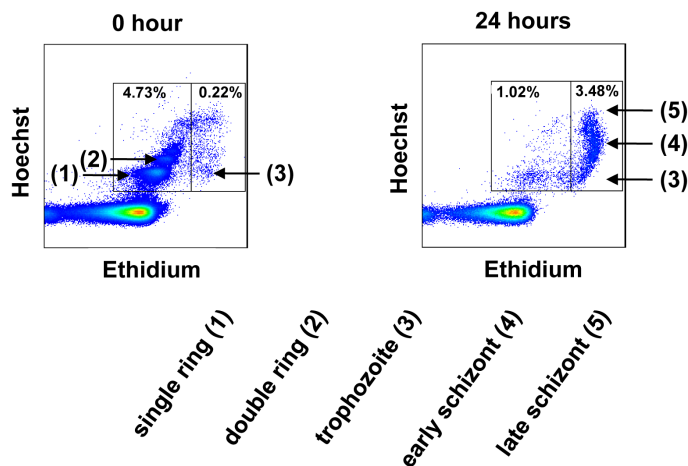 0 hour
24 hours
4.73% 0.22%
1.02% 3.48%
(5)
(2)
(1)
(4)
(3)
(3)
Hoechst
Hoechst
Ethidium
Ethidium
single ring (1)
double ring (2)
trophozoite (3)
early schizont (4)
late schizont (5)